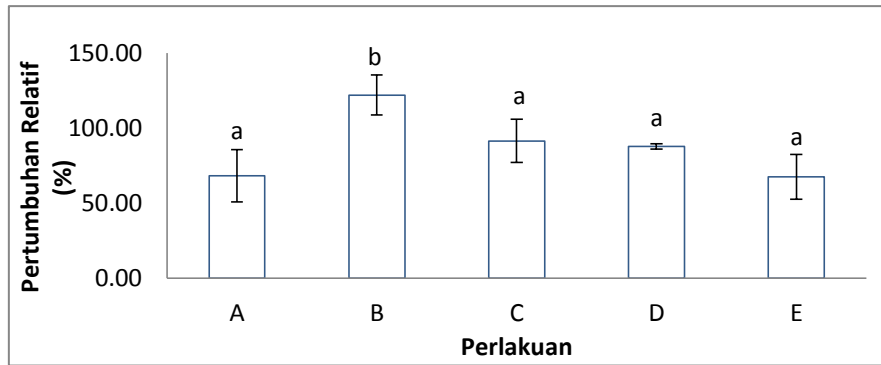 Pertumbuhan Relatif
(%)
150.00
100.00
50.00
0.00
a
b
a
a
a
A B C D E
Perlakuan